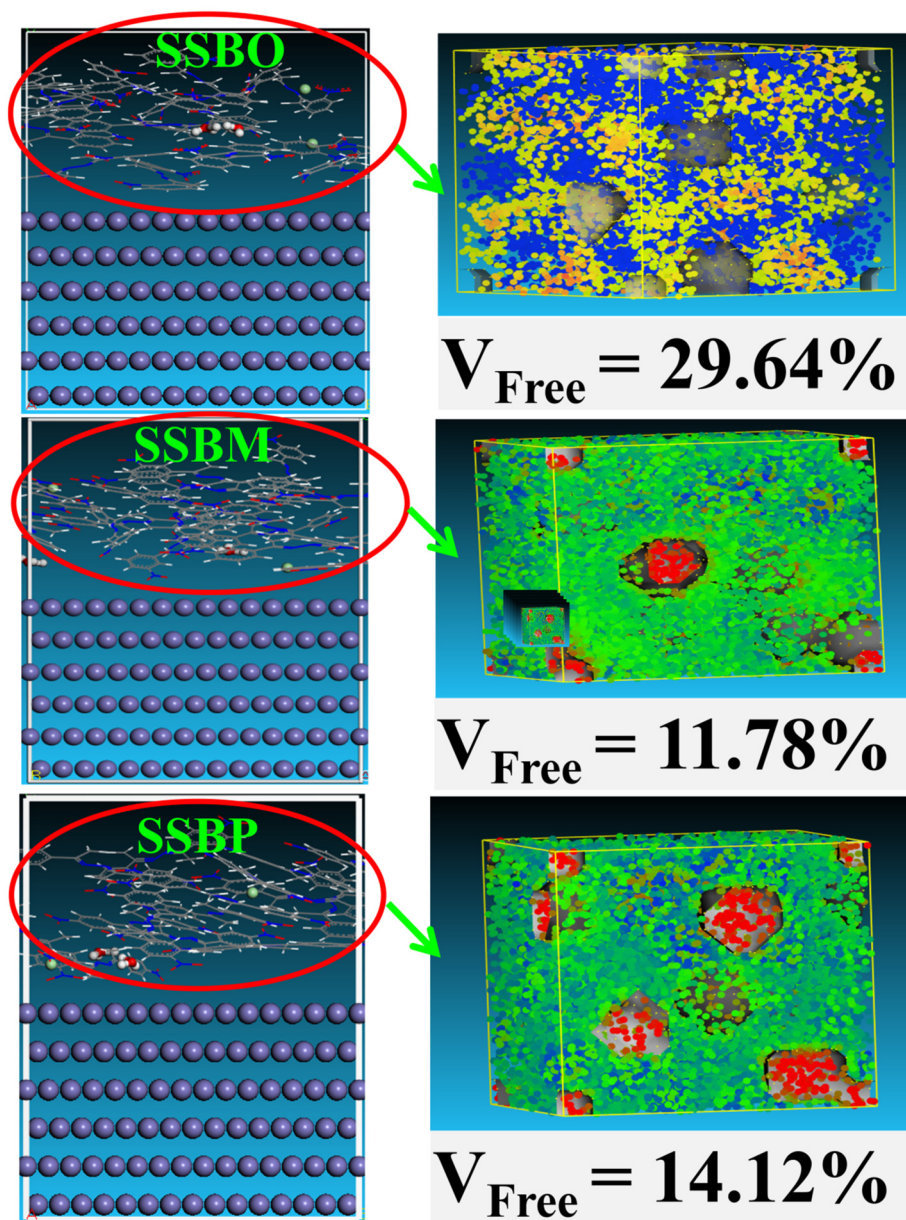 SSBO
V_Free = 29.64%
SSBM
V_Free = 11.78%
SSBP
V_Free = 14.12%